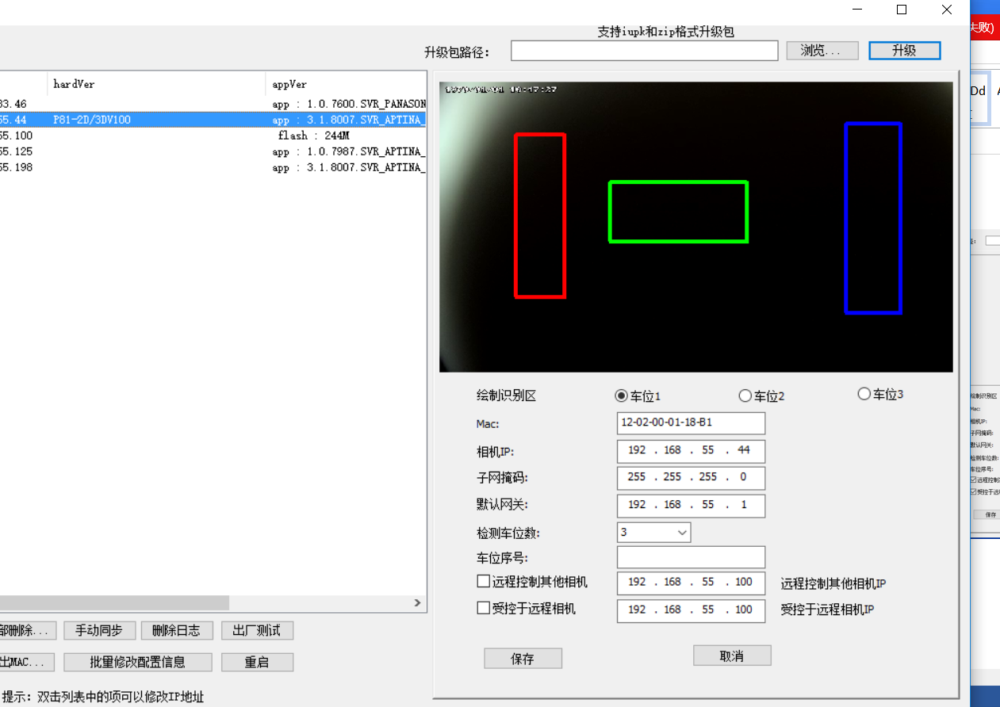 支持iupk和zip格式升级包
升级包路径: 浏览... 升级
hardVer appVer
33.46 app : 1.0.7600.SVR_PANASON
55.44 P81-2D/3DV100 app : 3.1.8007.SVR_APTINA_
55.100 flash : 244M
55.125 app : 1.0.7987.SVR_APTINA_
55.198 app : 3.1.8007.SVR_APTINA_
绘制识别区 车位1 车位2 车位3
Mac: 12-02-00-01-18-B1
相机IP: 192 . 168 . 55 . 44
子网掩码: 255 . 255 . 255 . 0
默认网关: 192 . 168 . 55 . 1
检测车位数: 3
车位序号:
远程控制其他相机 192 . 168 . 55 . 100 远程控制其他相机IP
受控于远程相机 192 . 168 . 55 . 100 受控于远程相机IP
保存 取消
部删除... 手动同步 删除日志 出厂测试
出MAC... 批量修改配置信息 重启
提示: 双击列表中的项可以修改IP地址
失败)
Dd
绘制识别区
Mac:
相机IP:
子网掩码:
默认网关:
检测车位数:
车位序号:
远程控制
受控于远
保存